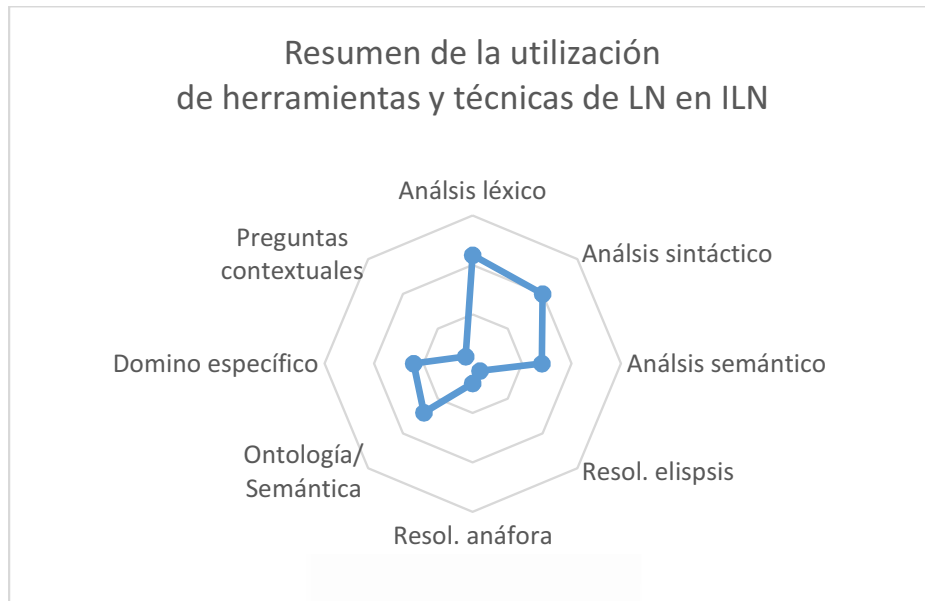 Resumen de la utilización
de herramientas y técnicas de LN en ILN
Análsis léxico
Preguntas
contextuales
Análsis sintáctico
Domino específico
Análsis semántico
Ontología/
Semántica
Resol. elispsis
Resol. anáfora